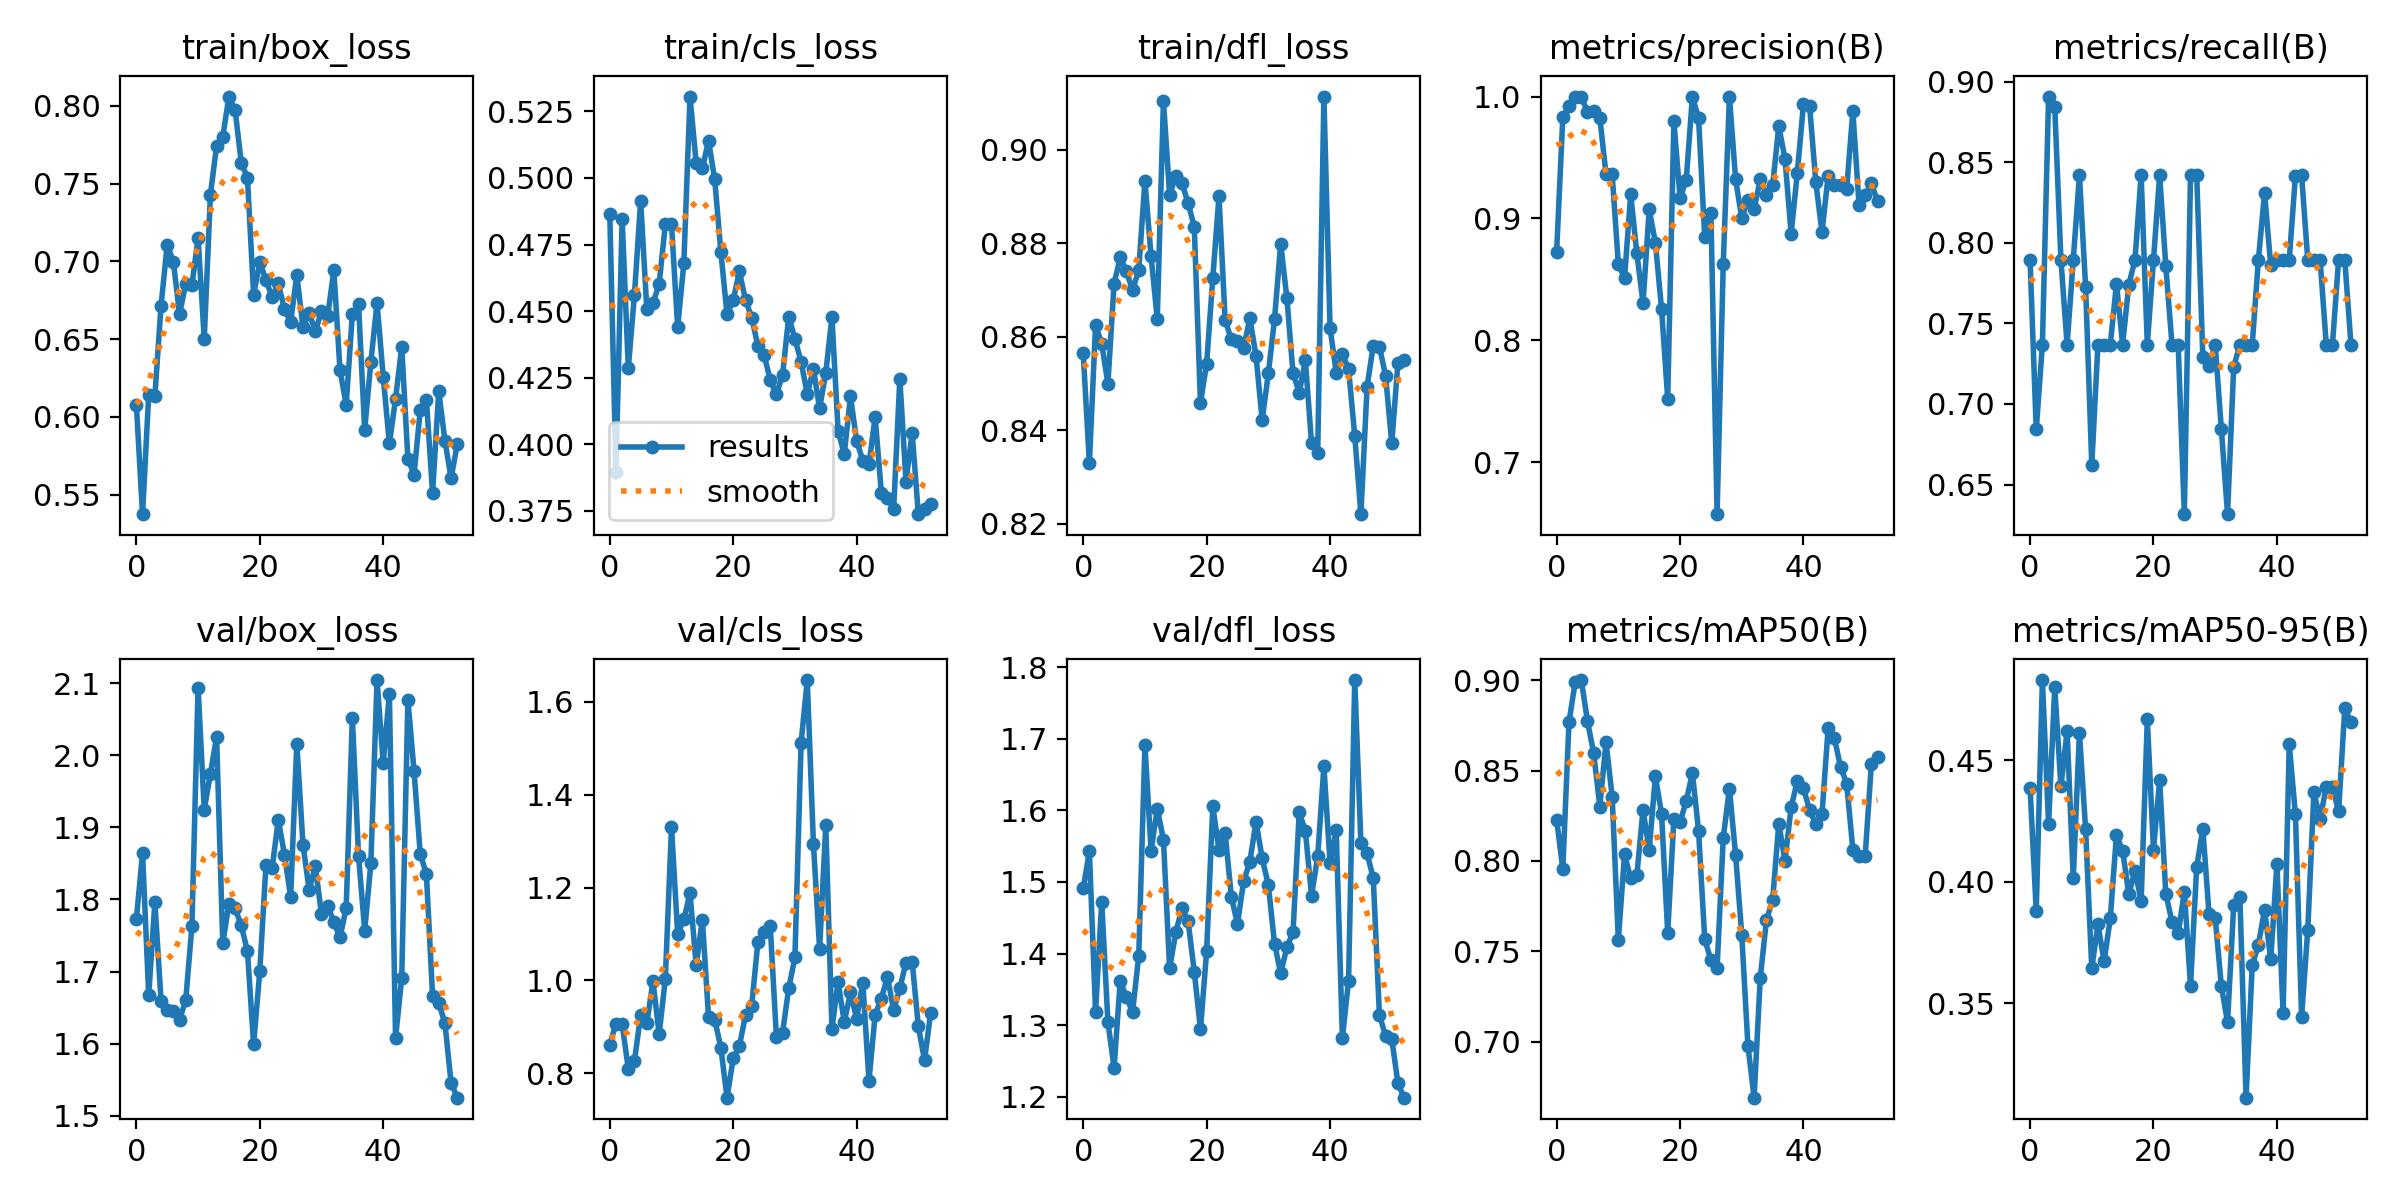 train/box_loss
train/cls_loss
train/dfl_loss
metrics/precision(B)
metrics/recall(B)
0.80
0.75
0.70
0.65
0.60
0.55
0 20 40
0.525
0.500
0.475
0.450
0.425
0.400
0.375
results
smooth
0 20 40
0.90
0.88
0.86
0.84
0.82
0 20 40
1.0
0.9
0.8
0.7
0 20 40
0.90
0.85
0.80
0.75
0.70
0.65
0 20 40
val/box_loss
val/cls_loss
val/dfl_loss
metrics/mAP50(B)
metrics/mAP50-95(B)
2.1
2.0
1.9
1.8
1.7
1.6
1.5
0 20 40
1.6
1.4
1.2
1.0
0.8
0 20 40
1.8
1.7
1.6
1.5
1.4
1.3
1.2
0 20 40
0.90
0.85
0.80
0.75
0.70
0 20 40
0.45
0.40
0.35
0 20 40